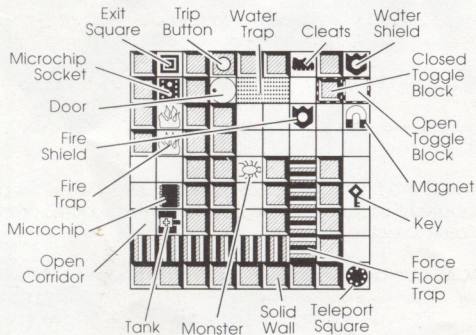 Exit
Square
Trip
Button
Water
Trap
Cleats
Water
Shield
Microchip
Socket
Closed
Toggle
Block
Door
Fire
Shield
Open
Toggle
Block
Fire
Trap
Magnet
Microchip
Key
Open
Corridor
Force
Floor
Trap
Tank
Monster
Solid
Wall
Teleport
Square